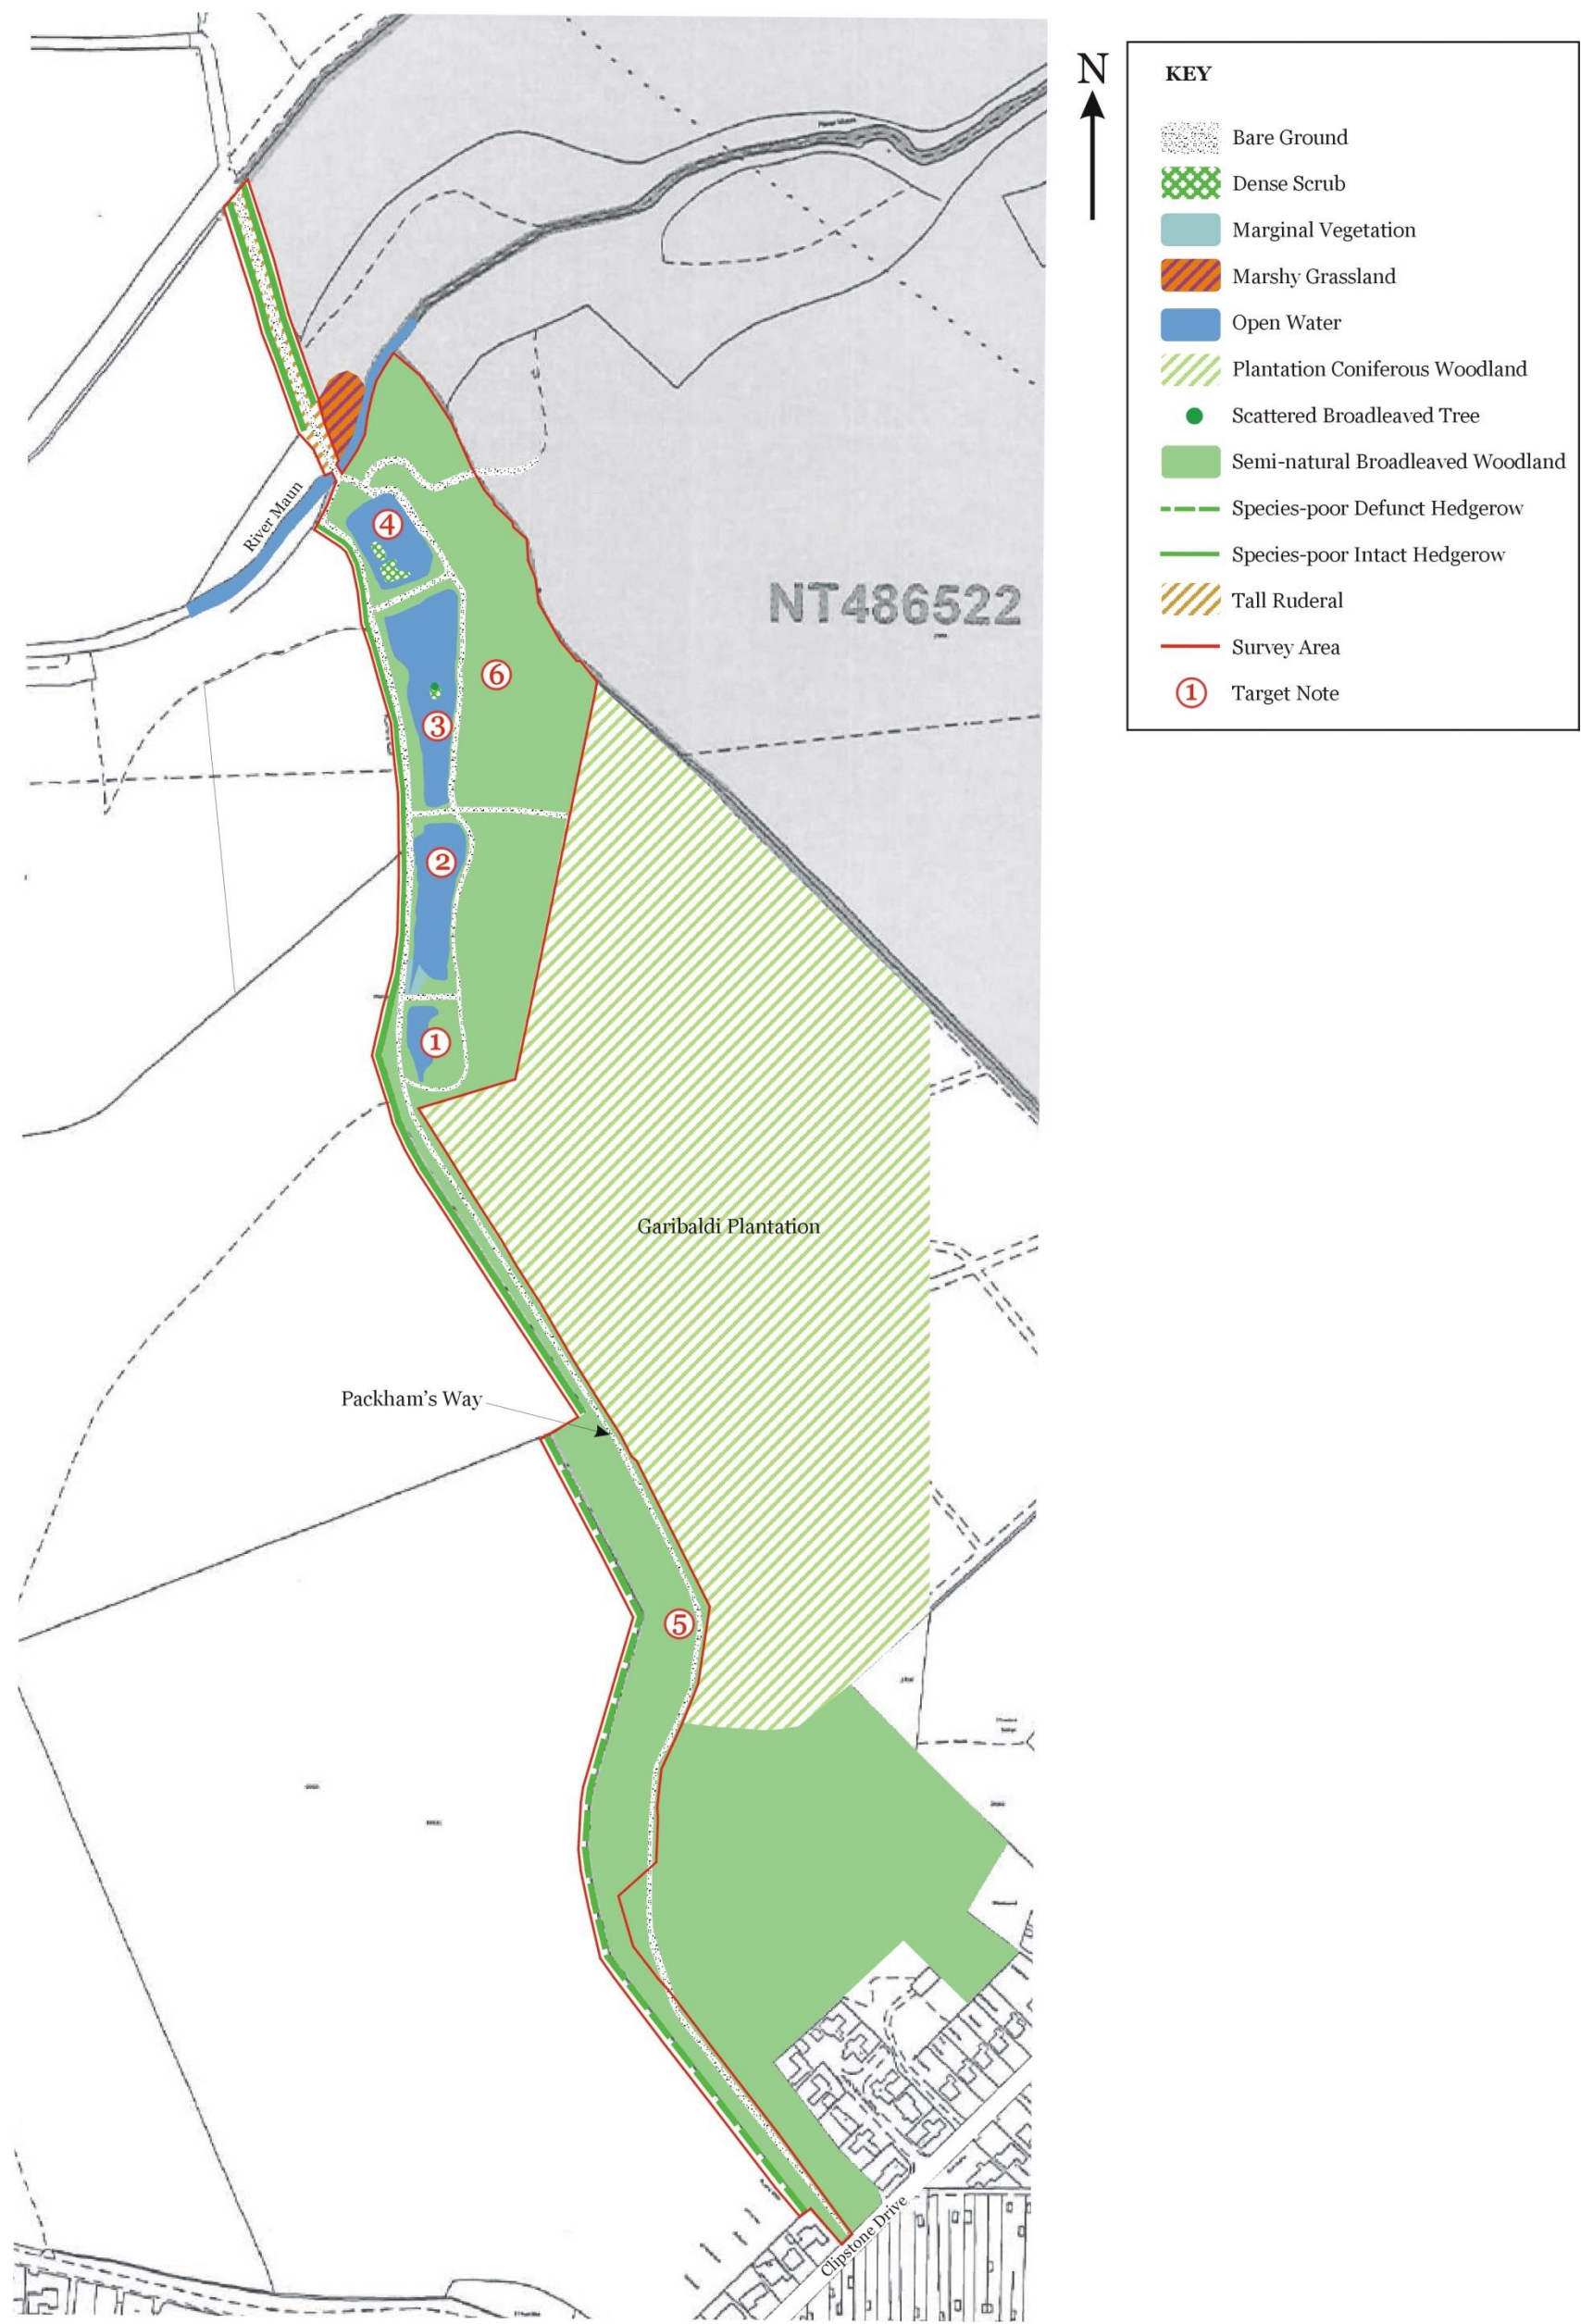 N
KEY
Bare Ground
Dense Scrub
Marginal Vegetation
Marshy Grassland
Open Water
Plantation Coniferous Woodland
Scattered Broadleaved Tree
Semi-natural Broadleaved Woodland
Species-poor Defunct Hedgerow
Species-poor Intact Hedgerow
Tall Ruderal
Survey Area
1 Target Note
River Maun
River Maun
4
NT486522
6
3
2
1
Garibaldi Plantation
Packham's Way
5
Clipstone Drive